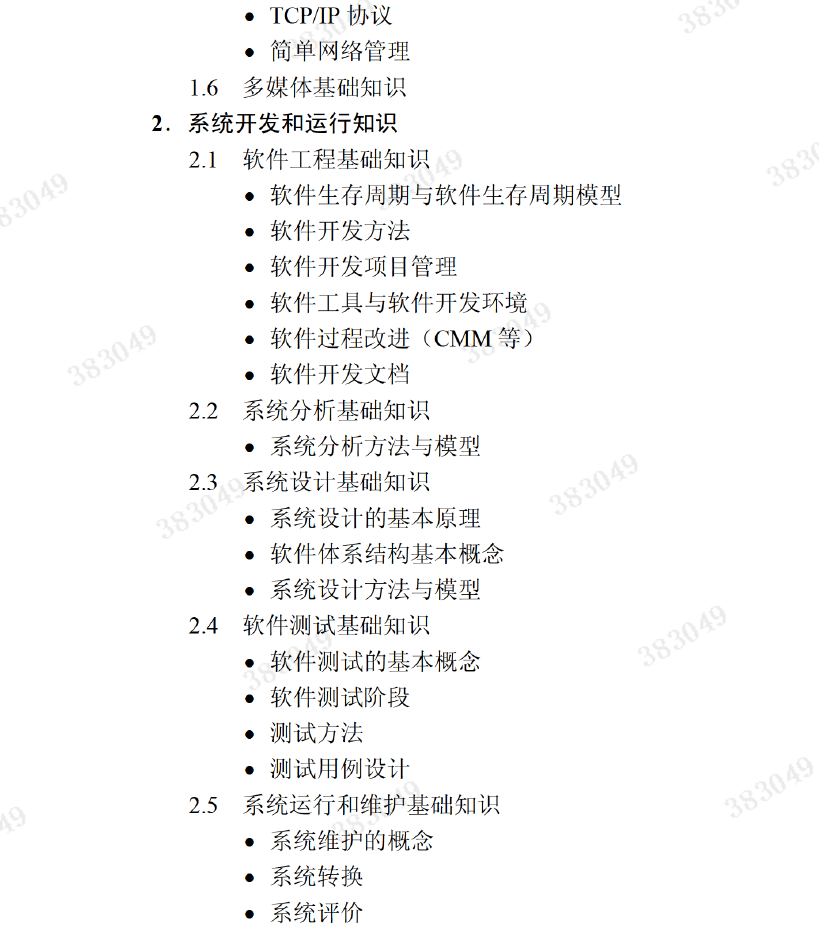 • TCP/IP 协议
• 简单网络管理
1.6 多媒体基础知识
2. 系统开发和运行知识
2.1 软件工程基础知识
• 软件生存周期与软件生存周期模型
• 软件开发方法
• 软件开发项目管理
• 软件工具与软件开发环境
• 软件过程改进（CMM 等）
• 软件开发文档
2.2 系统分析基础知识
• 系统分析方法与模型
2.3 系统设计基础知识
• 系统设计的基本原理
• 软件体系结构基本概念
• 系统设计方法与模型
2.4 软件测试基础知识
• 软件测试的基本概念
• 软件测试阶段
• 测试方法
• 测试用例设计
2.5 系统运行和维护基础知识
• 系统维护的概念
• 系统转换
• 系统评价
383049
383049
383049
383049
383049
383049
383049
383049
383049
383049
383049
383049
383049